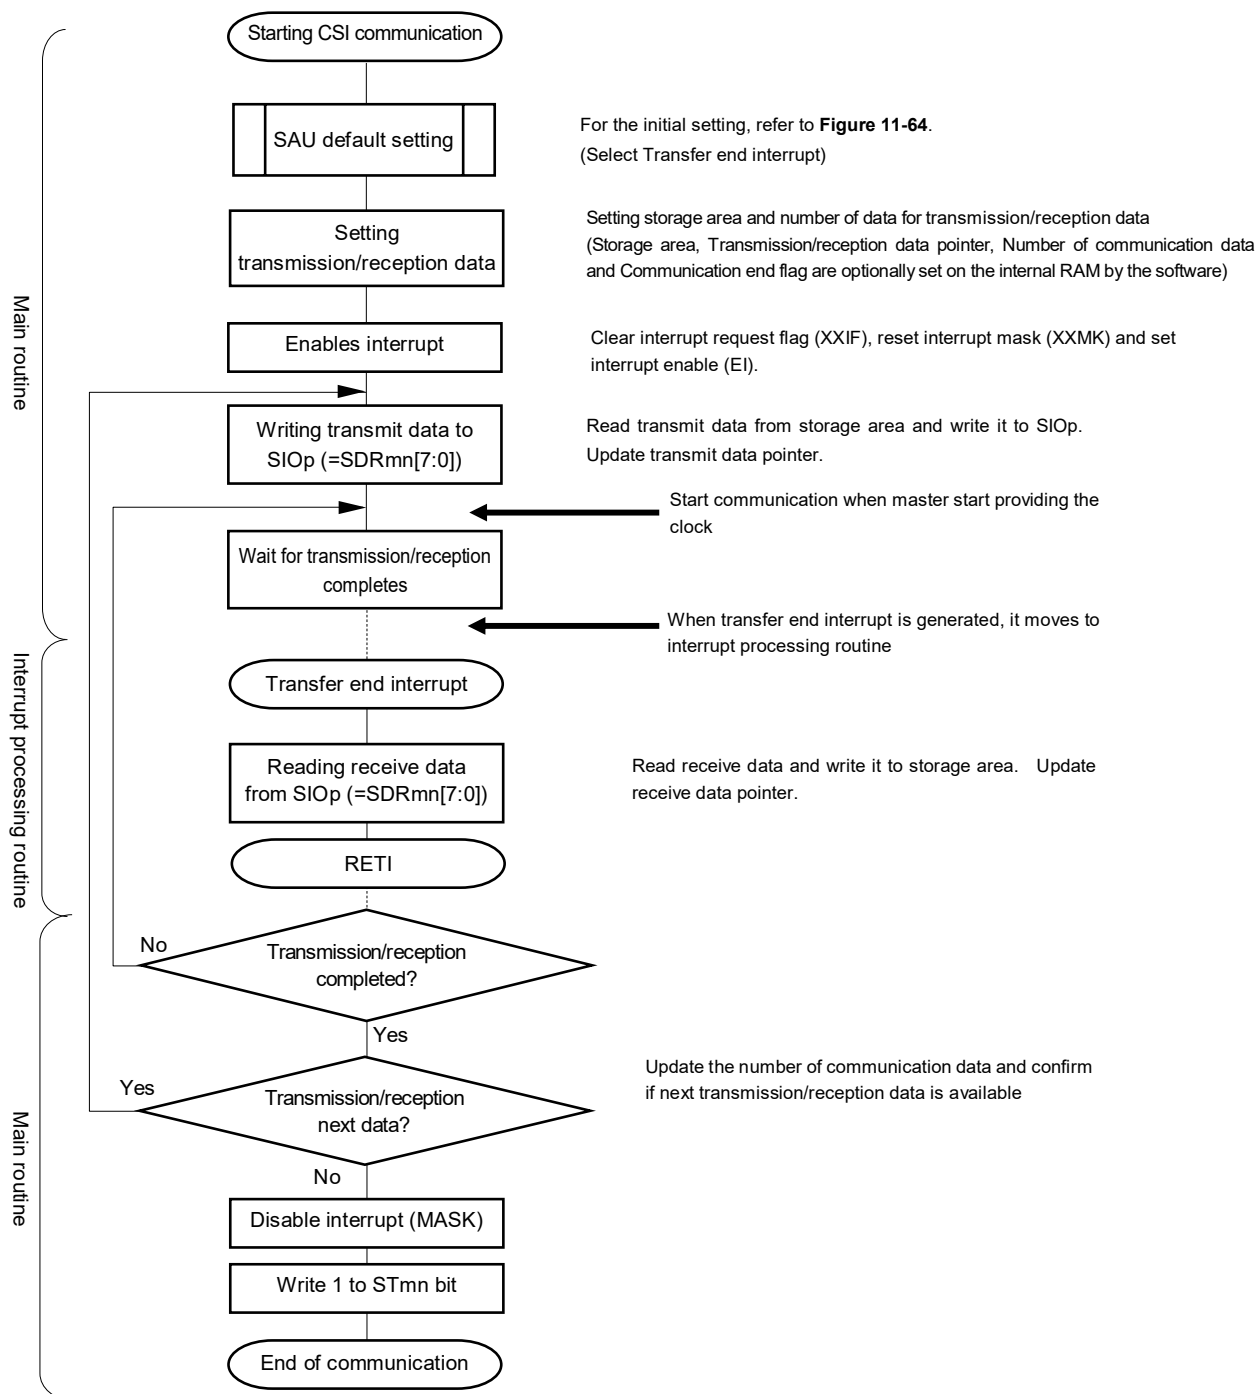 Starting CSI communication
SAU default setting
For the initial setting, refer to Figure 11-64.
(Select Transfer end interrupt)
Setting
transmission/reception data
Setting storage area and number of data for transmission/reception data
(Storage area, Transmission/reception data pointer, Number of communication data
and Communication end flag are optionally set on the internal RAM by the software)
Main routine
Enables interrupt
Clear interrupt request flag (XXIF), reset interrupt mask (XXMK) and set
interrupt enable (EI).
Writing transmit data to
SIOp (=SDRmn[7:0])
Read transmit data from storage area and write it to SIOp.
Update transmit data pointer.
Start communication when master start providing the
clock
Wait for transmission/reception
completes
When transfer end interrupt is generated, it moves to
interrupt processing routine
Interrupt processing routine
Transfer end interrupt
Reading receive data
from SIOp (=SDRmn[7:0])
Read receive data and write it to storage area. Update
receive data pointer.
RETI
No
Transmission/reception
completed?
Yes
Main routine
Yes
Transmission/reception
next data?
Update the number of communication data and confirm
if next transmission/reception data is available
No
Disable interrupt (MASK)
Write 1 to STmn bit
End of communication